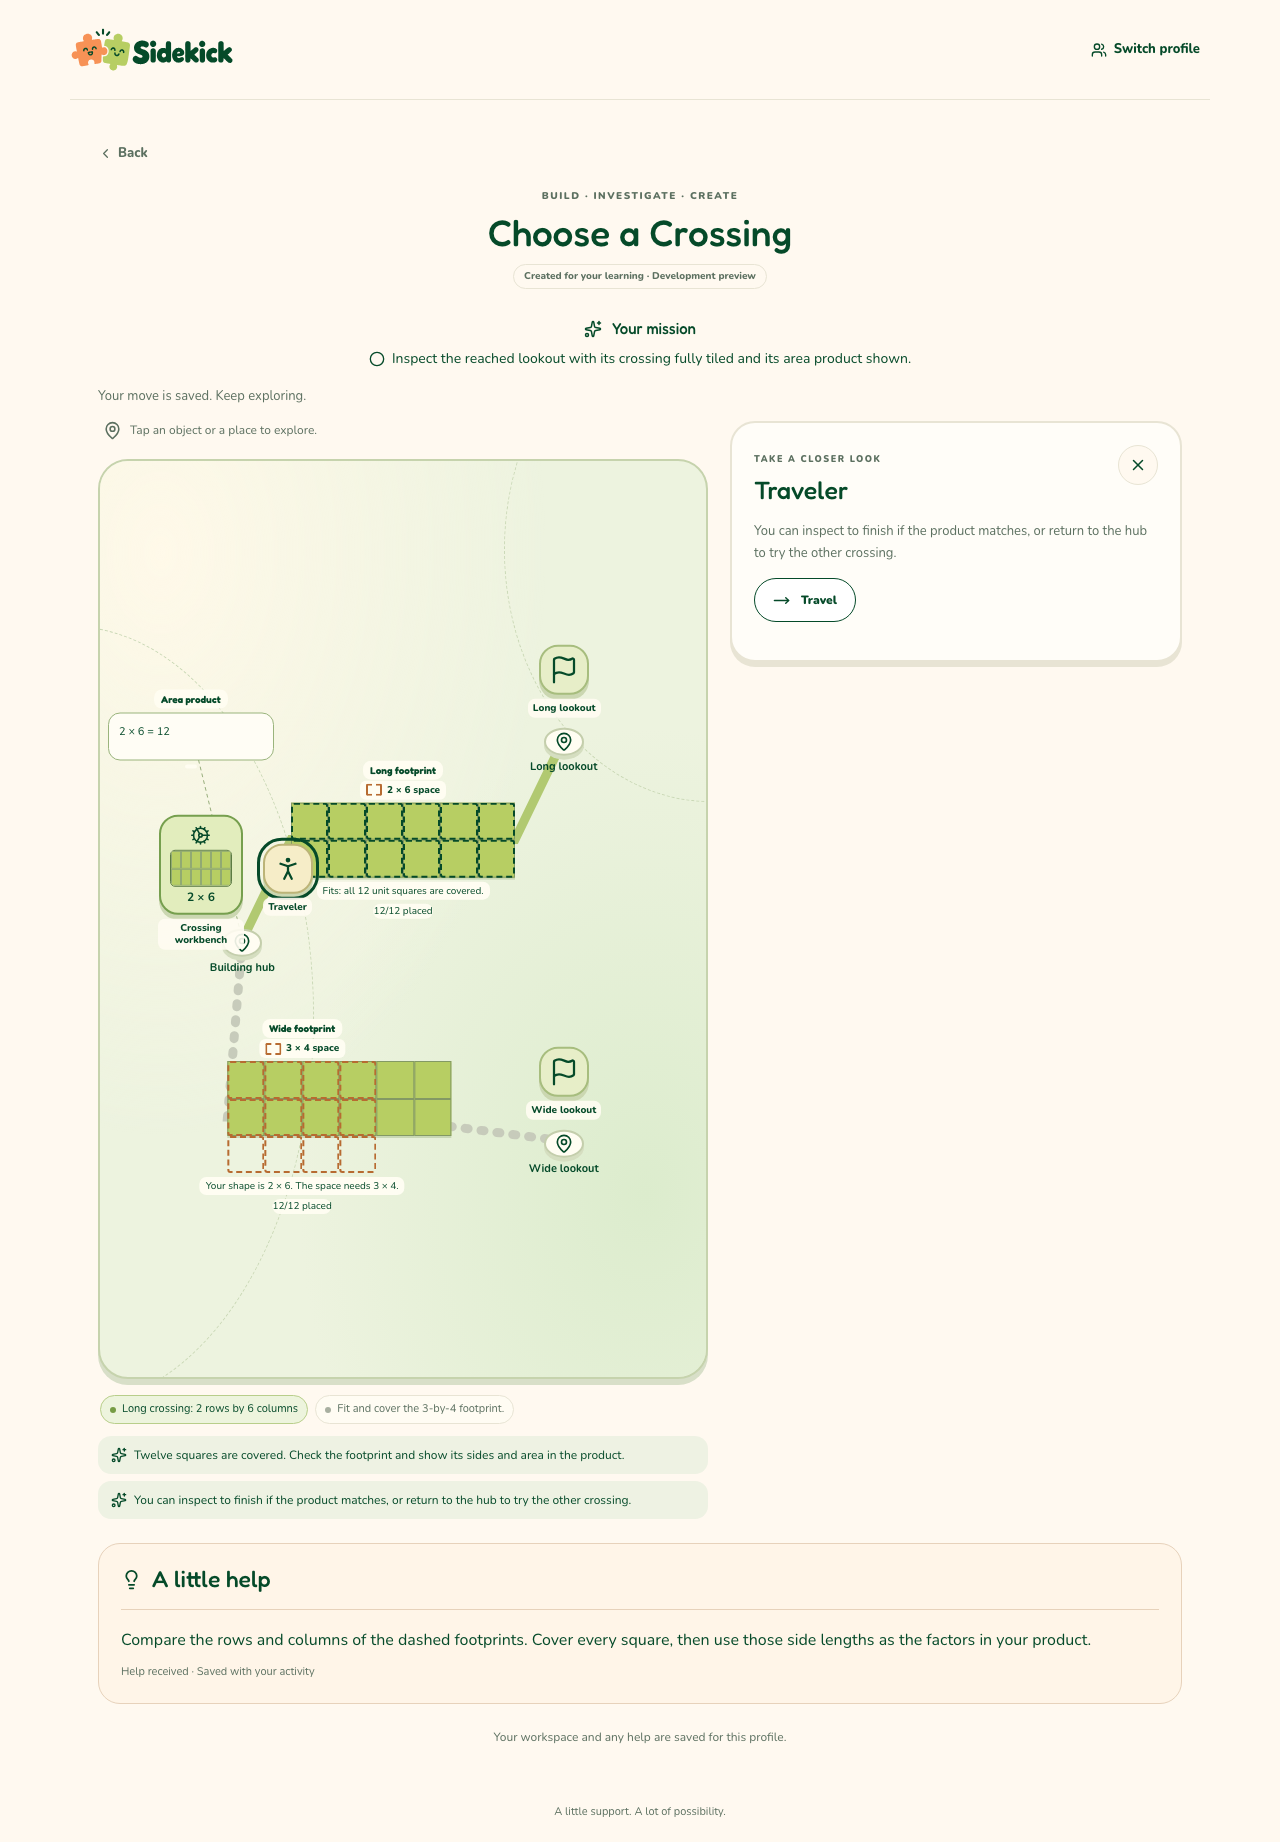 Sidekick
Switch profile
Back
BUILD · INVESTIGATE · CREATE
Choose a Crossing
Created for your learning · Development preview
Your mission
Inspect the reached lookout with its crossing fully tiled and its area product shown.
Your move is saved. Keep exploring.
Tap an object or a place to explore.
TAKE A CLOSER LOOK
Traveler
You can inspect to finish if the product matches, or return to the hub
to try the other crossing.
Travel
Area product
2 × 6 = 12
Long lookout
Long lookout
Long footprint
2 × 6 space
2 × 6
Fits: all 12 unit squares are covered.
12/12 placed
Traveler
Crossing
workbench
Building hub
Wide footprint
3 × 4 space
Wide lookout
Wide lookout
Your shape is 2 × 6. The space needs 3 × 4.
12/12 placed
Long crossing: 2 rows by 6 columns
Fit and cover the 3-by-4 footprint.
Twelve squares are covered. Check the footprint and show its sides and area in the product.
You can inspect to finish if the product matches, or return to the hub to try the other crossing.
A little help
Compare the rows and columns of the dashed footprints. Cover every square, then use those side lengths as the factors in your product.
Help received · Saved with your activity
Your workspace and any help are saved for this profile.
A little support. A lot of possibility.